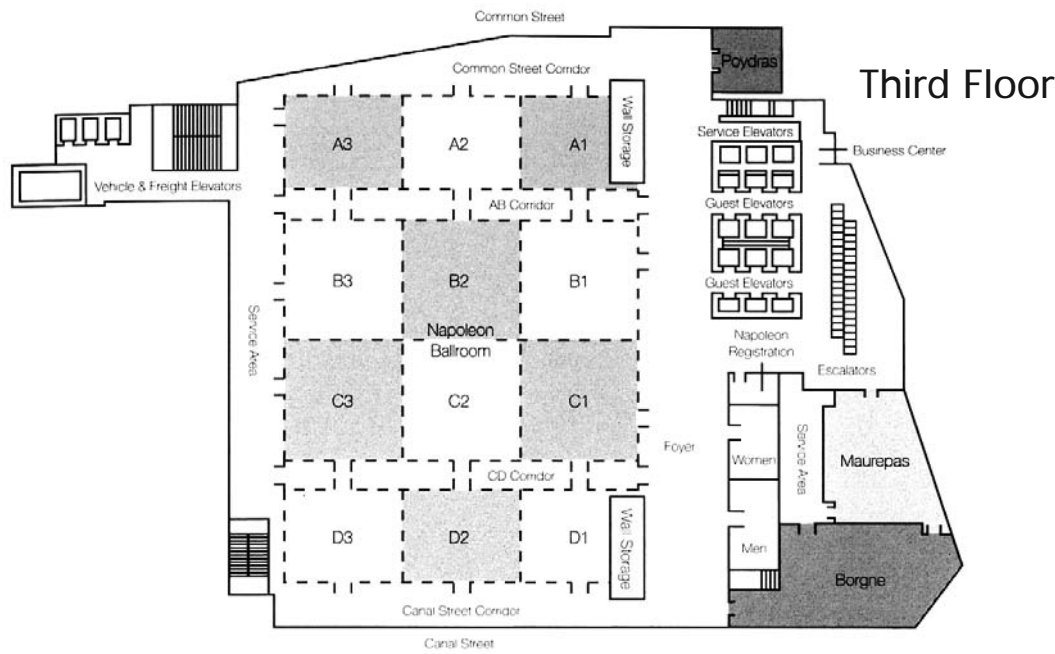 Common Street
Poydras
Third Floor
Common Street Corridor
Wall Storage
Service Elevators
Business Center
A3
A2
A1
Vehicle & Freight Elevators
AB Corridor
Guest Elevators
B3
B2
B1
Guest Elevators
Service Area
Napoleon
Ballroom
Napoleon
Registration
Escalators
C3
C2
C1
Foyer
Women
Service Area
Maurepas
CD Corridor
D3
D2
D1
Wall Storage
Men
Borgne
Canal Street Corridor
Canal Street